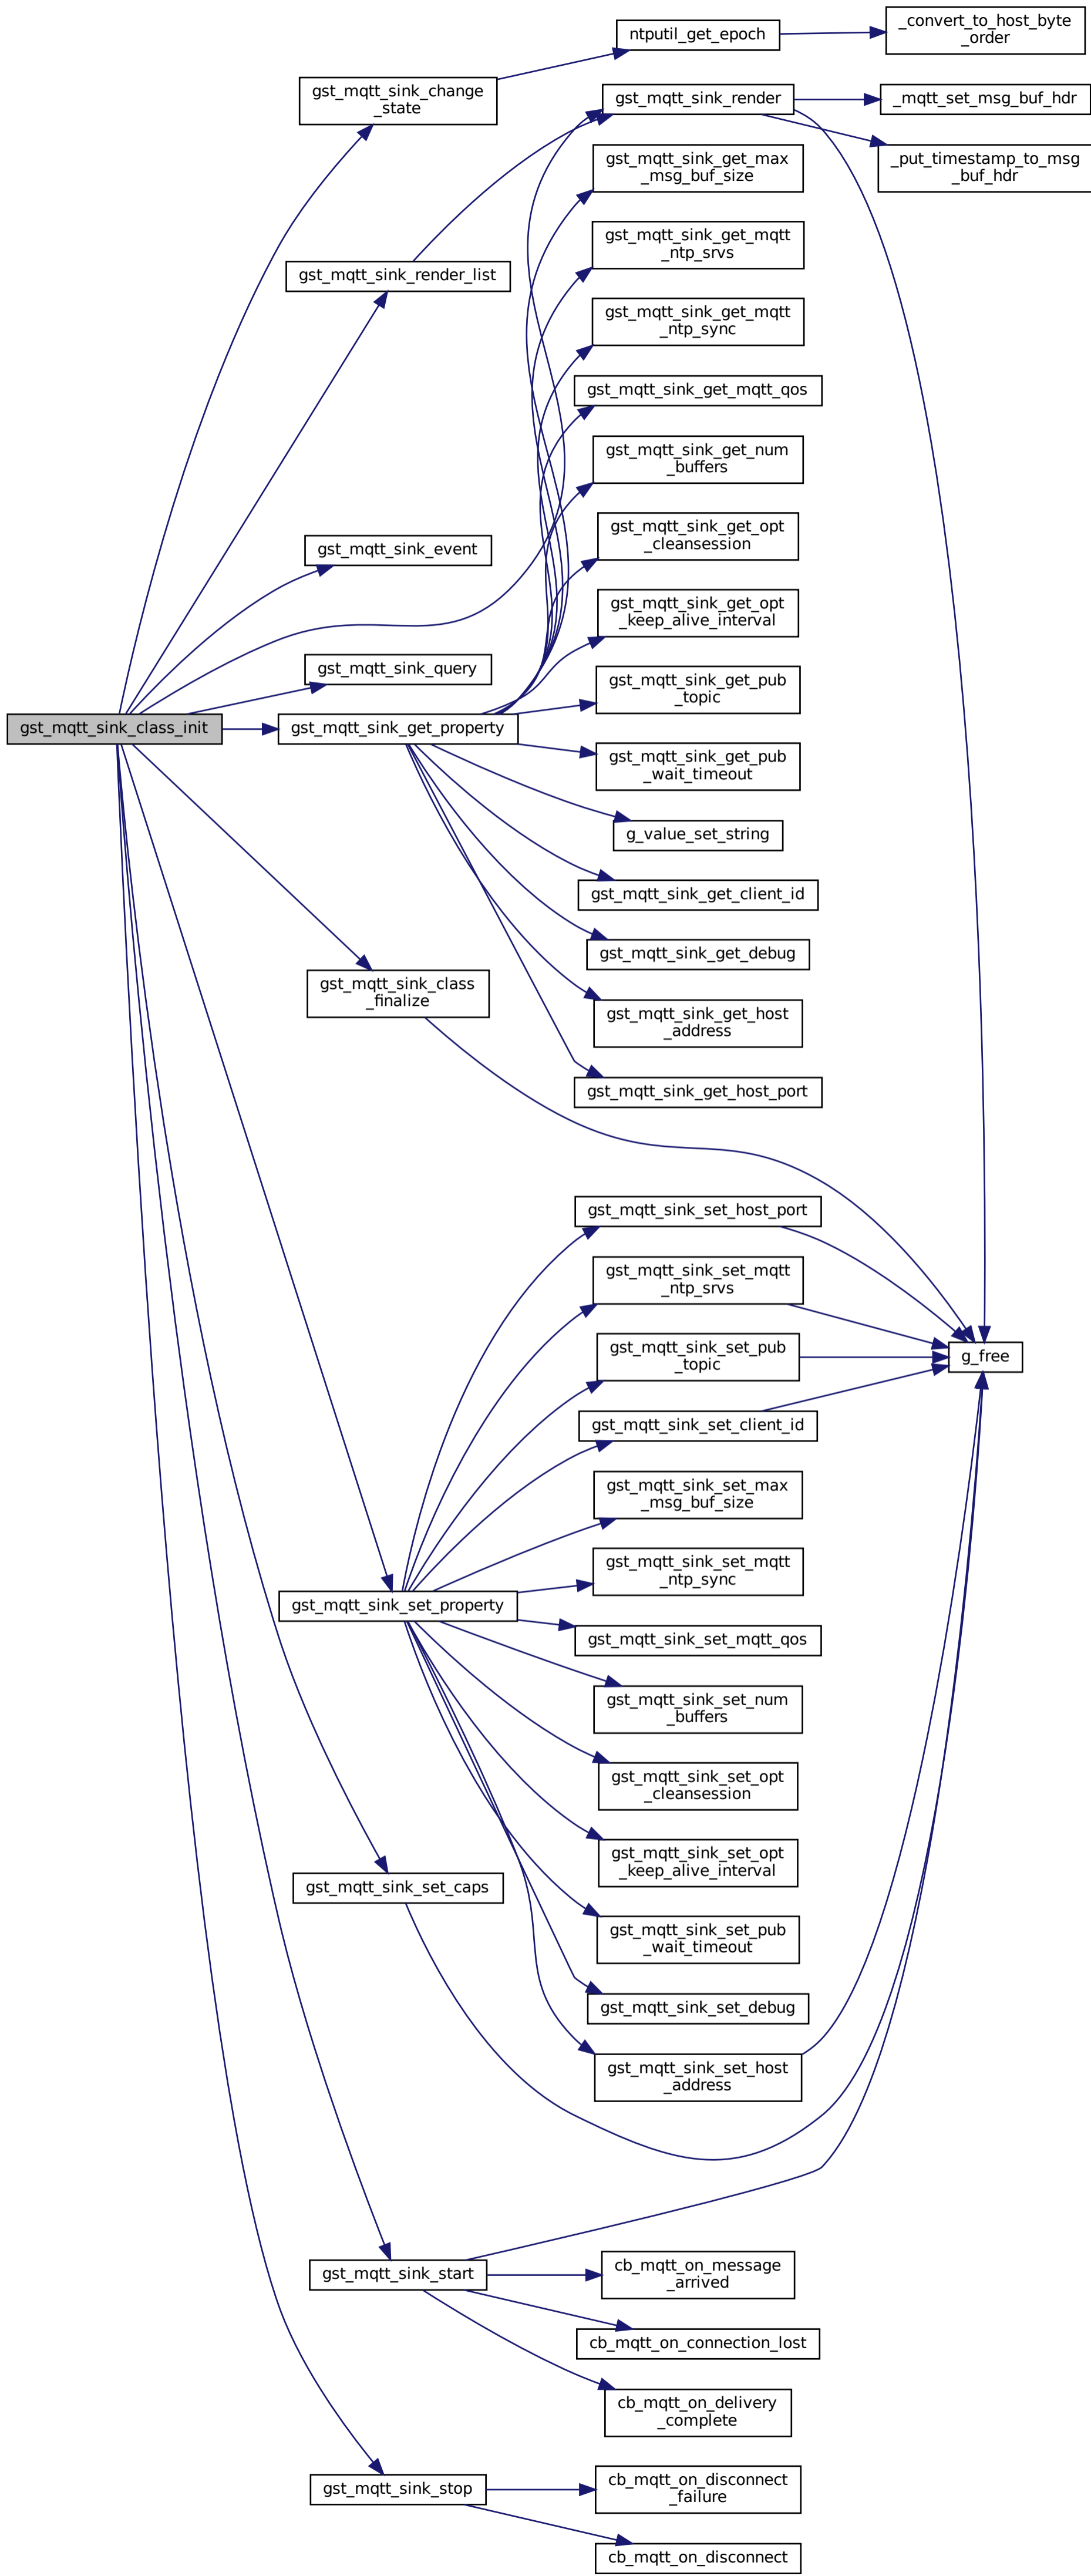 ntputil_get_epoch
_convert_to_host_byte
_order
gst_mqtt_sink_change
_state
gst_mqtt_sink_render
_mqtt_set_msg_buf_hdr
gst_mqtt_sink_get_max
_msg_buf_size
_put_timestamp_to_msg
_buf_hdr
gst_mqtt_sink_get_mqtt
_ntp_srvs
gst_mqtt_sink_render_list
gst_mqtt_sink_get_mqtt
_ntp_sync
gst_mqtt_sink_get_mqtt_qos
gst_mqtt_sink_get_num
_buffers
gst_mqtt_sink_event
gst_mqtt_sink_get_opt
_cleansession
gst_mqtt_sink_get_opt
_keep_alive_interval
gst_mqtt_sink_query
gst_mqtt_sink_get_pub
_topic
gst_mqtt_sink_class_init
gst_mqtt_sink_get_property
gst_mqtt_sink_get_pub
_wait_timeout
g_value_set_string
gst_mqtt_sink_get_client_id
gst_mqtt_sink_get_debug
gst_mqtt_sink_class
_finalize
gst_mqtt_sink_get_host
_address
gst_mqtt_sink_get_host_port
gst_mqtt_sink_set_host_port
gst_mqtt_sink_set_mqtt
_ntp_srvs
gst_mqtt_sink_set_pub
_topic
g_free
gst_mqtt_sink_set_client_id
gst_mqtt_sink_set_max
_msg_buf_size
gst_mqtt_sink_set_mqtt
_ntp_sync
gst_mqtt_sink_set_property
gst_mqtt_sink_set_mqtt_qos
gst_mqtt_sink_set_num
_buffers
gst_mqtt_sink_set_opt
_cleansession
gst_mqtt_sink_set_opt
_keep_alive_interval
gst_mqtt_sink_set_caps
gst_mqtt_sink_set_pub
_wait_timeout
gst_mqtt_sink_set_debug
gst_mqtt_sink_set_host
_address
gst_mqtt_sink_start
cb_mqtt_on_message
_arrived
cb_mqtt_on_connection_lost
cb_mqtt_on_delivery
_complete
gst_mqtt_sink_stop
cb_mqtt_on_disconnect
_failure
cb_mqtt_on_disconnect